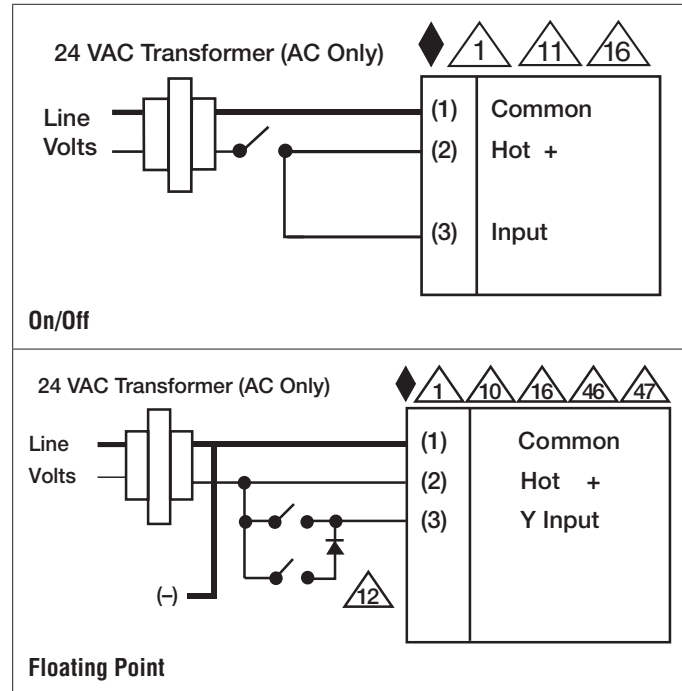 24 VAC Transformer (AC Only)
1
11
16
Line
Volts
(1) Common
(2) Hot +
(3) Input
On/Off
24 VAC Transformer (AC Only)
1
10
16
46
47
Line
Volts
(1) Common
(2) Hot +
(3) Y Input
(–)
12
Floating Point